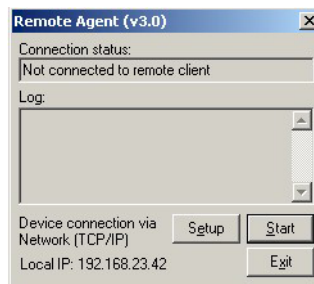 Remote Agent (v3.0)
Connection status:
Not connected to remote client
Log:
Device connection via
Network (TCP/IP)
Setup
Start
Local IP: 192.168.23.42
Exit